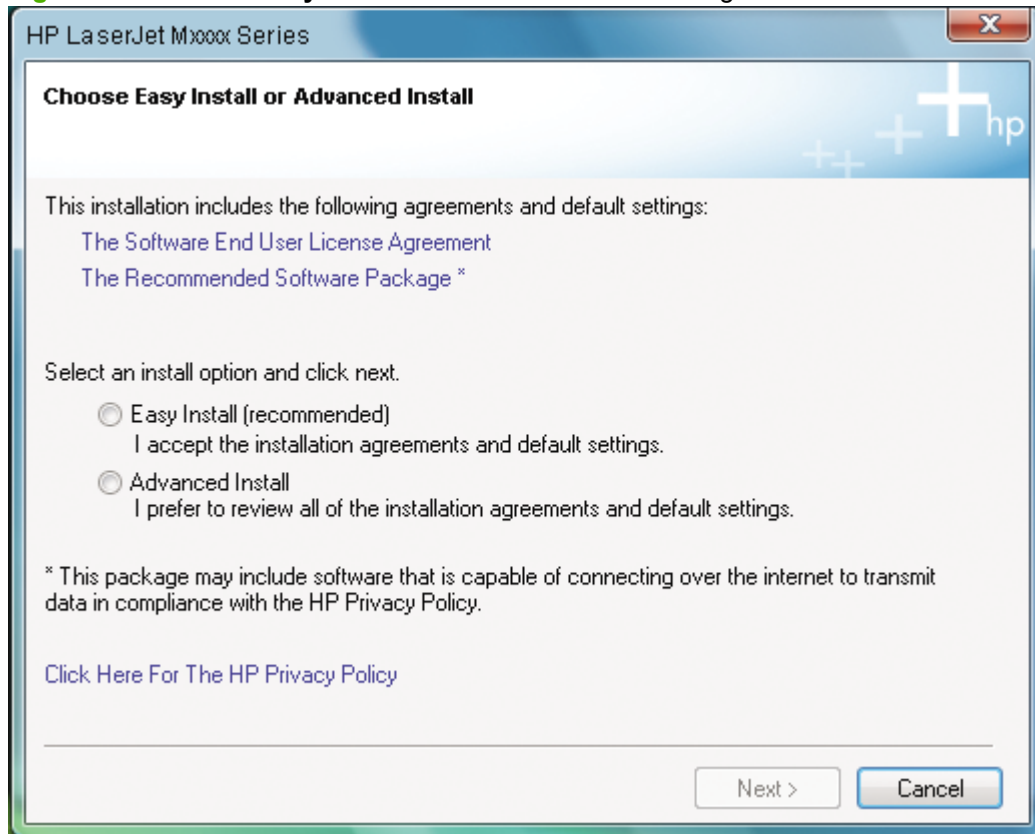 HP LaserJet Mxxxx Series
Choose Easy Install or Advanced Install
hp
This installation includes the following agreements and default settings:
The Software End User License Agreement
The Recommended Software Package *
Select an install option and click next.
Easy Install (recommended)
I accept the installation agreements and default settings.
Advanced Install
I prefer to review all of the installation agreements and default settings.
* This package may include software that is capable of connecting over the internet to transmit
data in compliance with the HP Privacy Policy.
Click Here For The HP Privacy Policy
Next >
Cancel